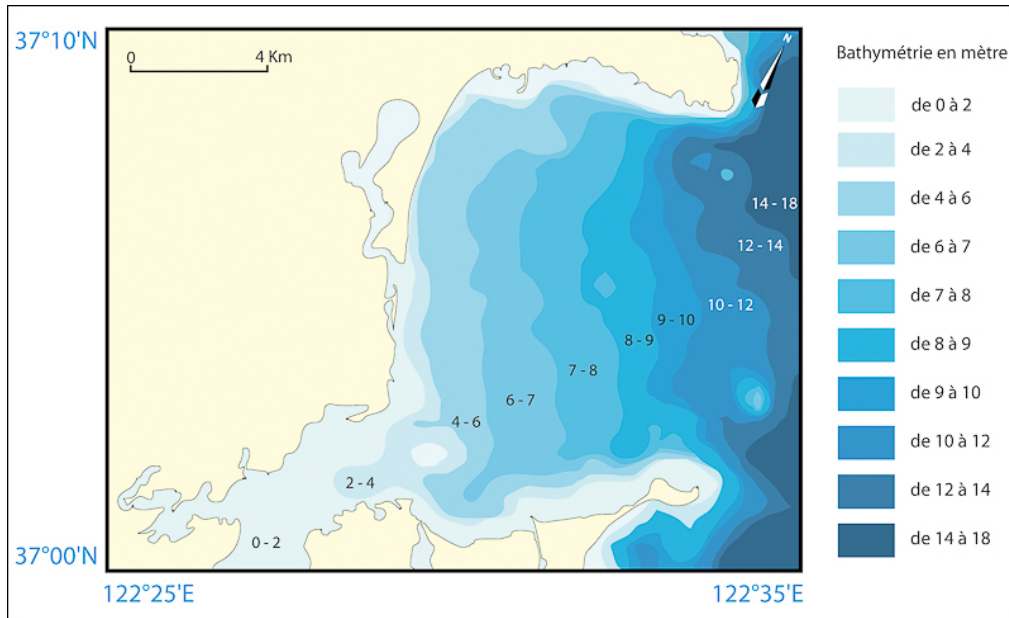 37°10'N
0 4 Km
N
Bathymétrie en mètre
de 0 à 2
de 2 à 4
de 4 à 6
de 6 à 7
de 7 à 8
de 8 à 9
de 9 à 10
de 10 à 12
de 12 à 14
de 14 à 18
14 - 18
12 - 14
10 - 12
9 - 10
8 - 9
7 - 8
6 - 7
4 - 6
2 - 4
0 - 2
37°00'N
122°25'E 122°35'E